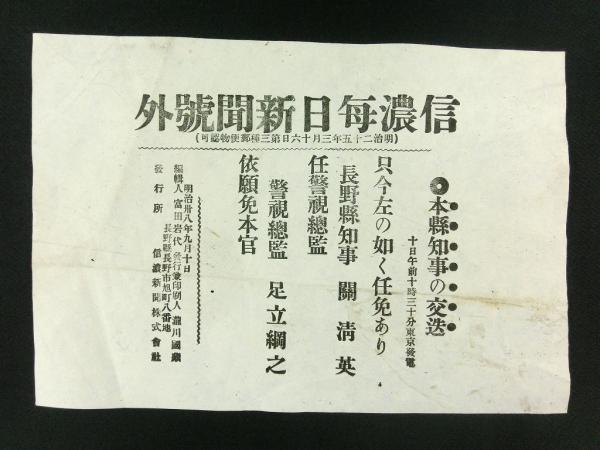 信濃每日新聞號外
(明治二十五年三月十六日第三種郵便物認可)
◎本縣知事の交迭
十日午前十時三十分東京發電
只今左の如く任免あり
長野縣知事 關清英
任警視總監
警視總監 足立綱之
依願免本官
明治卅八年九月十日
編輯人 富田岩代 發行兼印刷人 瀧川國
長野縣長野市旭町八番地
發行所 信濃新聞株式會社